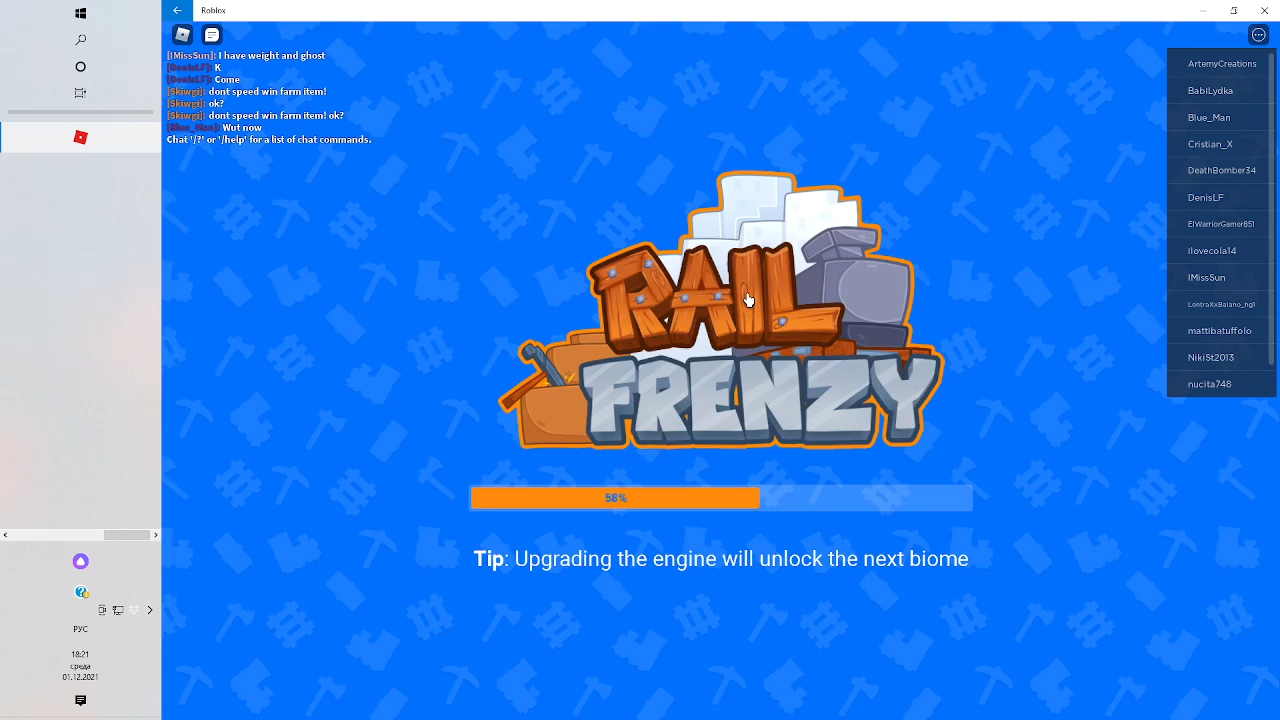 Roblox
[IMissSun]: I have weight and ghost
[DenisLF]: K
[DenisLF]: Come
[Skiwgi]: dont speed win farm item!
[Skiwgi]: ok?
[Skiwgi]: dont speed win farm item! ok?
[Blue_Man]: Wut now
Chat '/?' or '/help' for a list of chat commands.
ArtemyCreations
BabiLydka
Blue_Man
Cristian_X
DeathBomber34
DenisLF
ElWarriorGamer851
Ilovecola14
IMissSun
LontraXxBaiano_hg1
mattibatuffolo
NikiSt2013
nucita748
RAIL
FRENZY
58%
Tip: Upgrading the engine will unlock the next biome
РУС
18:21
среда
01.12.2021